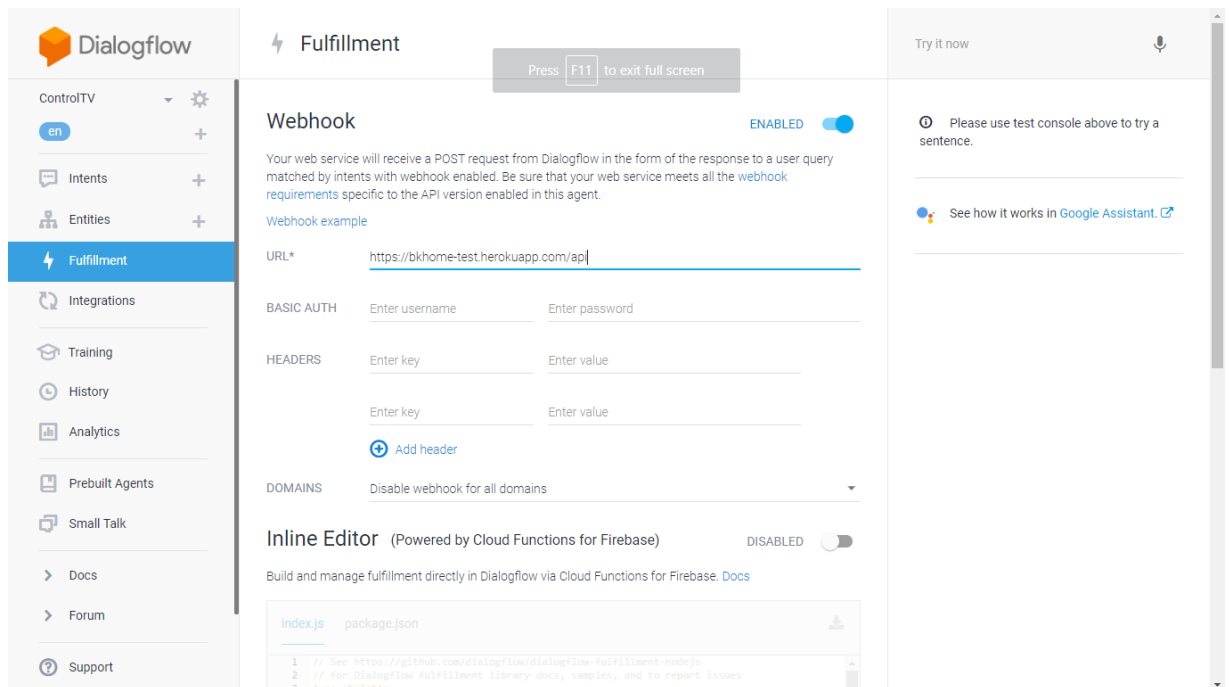 Dialogflow
ControlTV
en
Intents
Entities
Fulfillment
Integrations
Training
History
Analytics
Prebuilt Agents
Small Talk
Docs
Forum
Support
Fulfillment
Press F11 to exit full screen
Webhook
ENABLED
Your web service will receive a POST request from Dialogflow in the form of the response to a user query
matched by intents with webhook enabled. Be sure that your web service meets all the webhook
requirements specific to the API version enabled in this agent.
Webhook example
URL* https://bkhome-test.herokuapp.com/api
BASIC AUTH Enter username Enter password
HEADERS Enter key Enter value
Enter key Enter value
Add header
DOMAINS Disable webhook for all domains
Inline Editor (Powered by Cloud Functions for Firebase) DISABLED
Build and manage fulfillment directly in Dialogflow via Cloud Functions for Firebase. Docs
index.js package.json
1 // See https://github.com/dialogflow/dialogflow-fulfillment-nodejs
2 // for Dialogflow fulfillment library docs, samples, and to report issues
Try it now
Please use test console above to try a
sentence.
See how it works in Google Assistant.